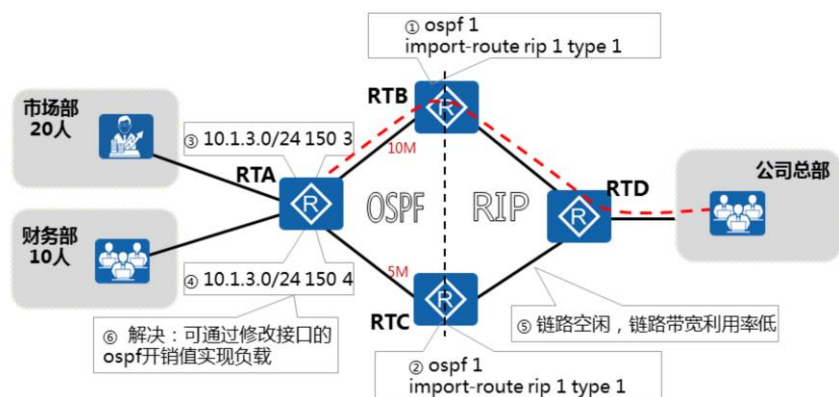 ① ospf 1
import-route rip 1 type 1
RTB
市场部
20人
③ 10.1.3.0/24 150 3
10M
RTA
R
R
OSPF
RIP
RTD
R
公司总部
财务部
10人
④ 10.1.3.0/24 150 4
5M
RTC
R
⑤ 链路空闲，链路带宽利用率低
⑥ 解决：可通过修改接口的
ospf开销值实现负载
② ospf 1
import-route rip 1 type 1